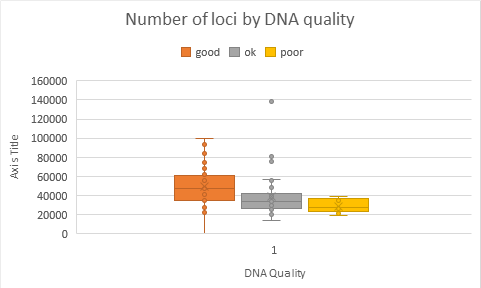 Number of loci by DNA quality
good ok poor
160000
140000
120000
100000
80000
60000
40000
20000
0
Axis Title
1
DNA Quality